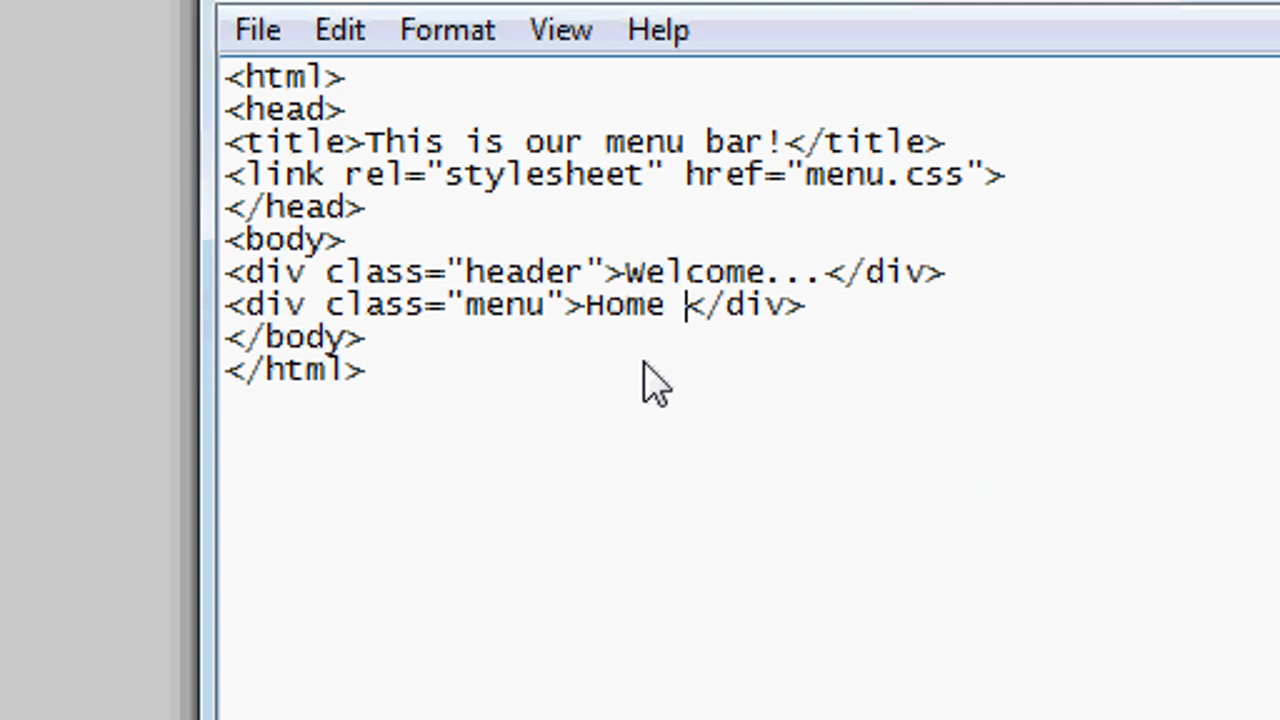 File Edit Format View Help
<html>
<head>
<title>This is our menu bar!</title>
<link rel="stylesheet" href="menu.css">
</head>
<body>
<div class="header">Welcome...</div>
<div class="menu">Home </div>
</body>
</html>